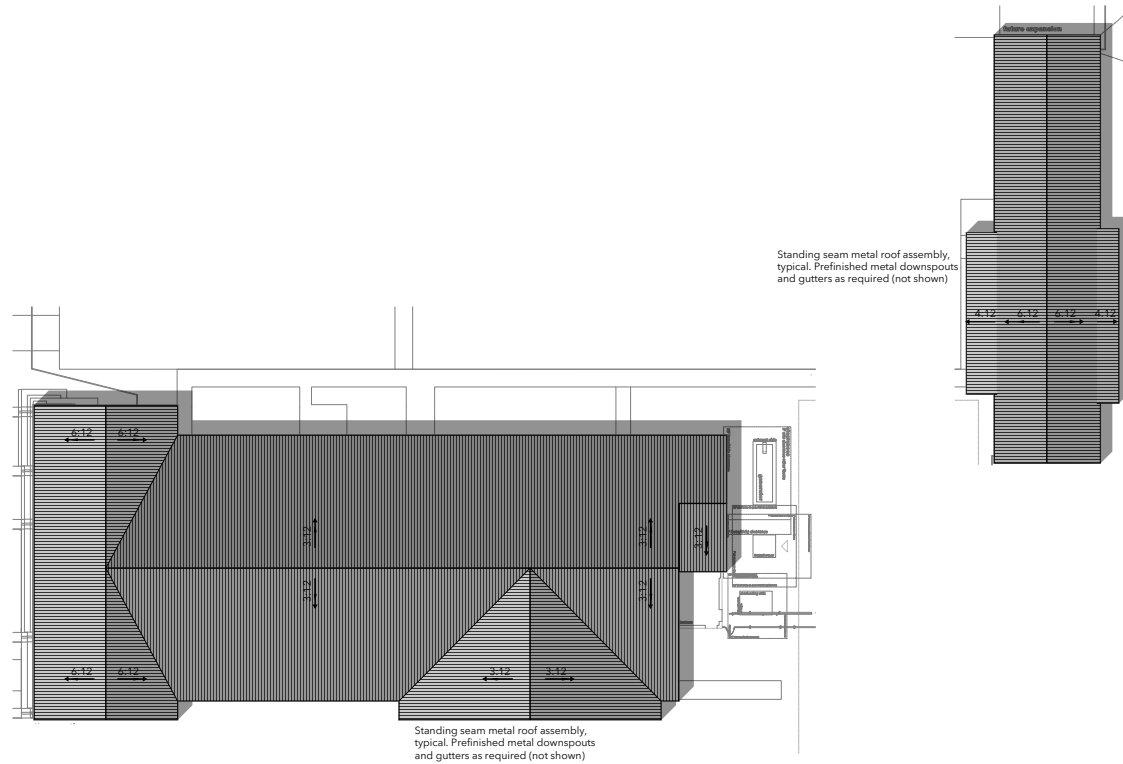 future expansion
Standing seam metal roof assembly,
typical. Prefinished metal downspouts
and gutters as required (not shown)
4:12 6:12 6:12 4:12
6:12 6:12
3:12
3:12
3:12
3:12
3:12
6:12 6:12
3:12 3:12
generator
Standing seam metal roof assembly,
typical. Prefinished metal downspouts
and gutters as required (not shown)